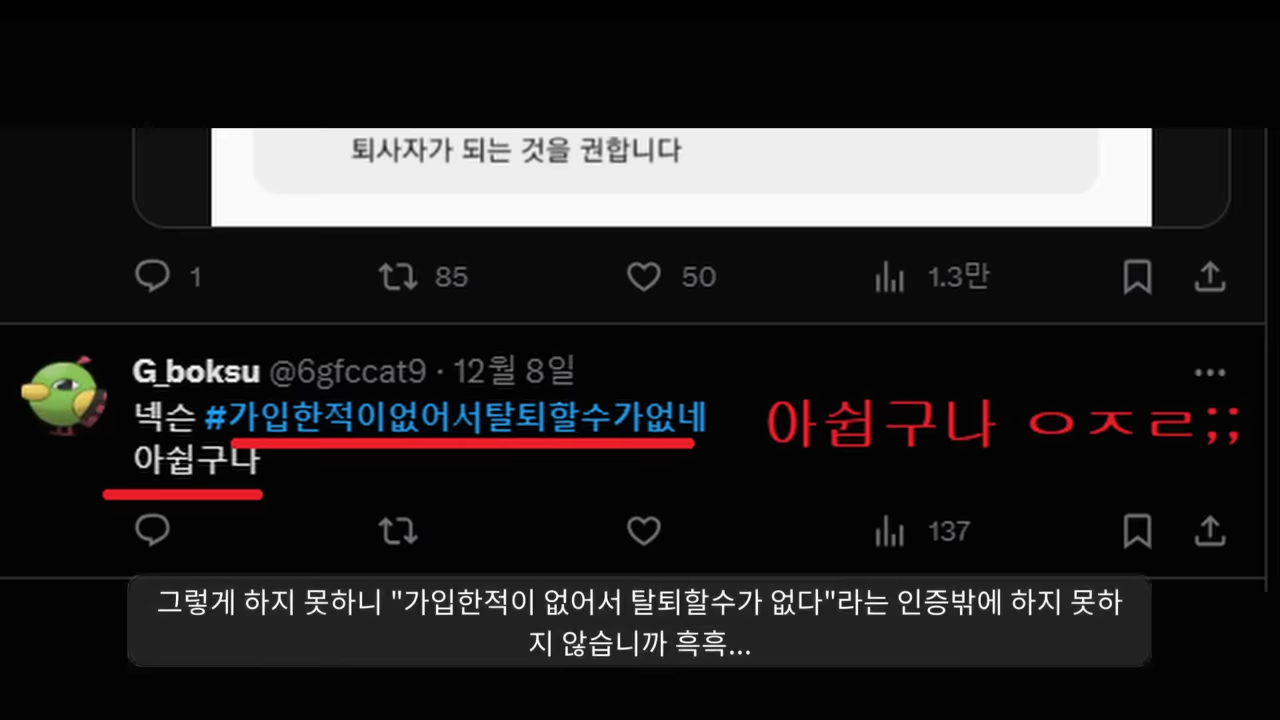 퇴사자가 되는 것을 권합니다
1 85 50 1.3만
G_boksu @6gfccat9 · 12월 8일
넥슨 #가입한적이없어서탈퇴할수가없네
아쉽구나
아쉽구나 ㅇㅈㄹ;;
137
그렇게 하지 못하니 "가입한적이 없어서 탈퇴할수가 없다"라는 인증밖에 하지 못하
지 않습니까 흑흑...